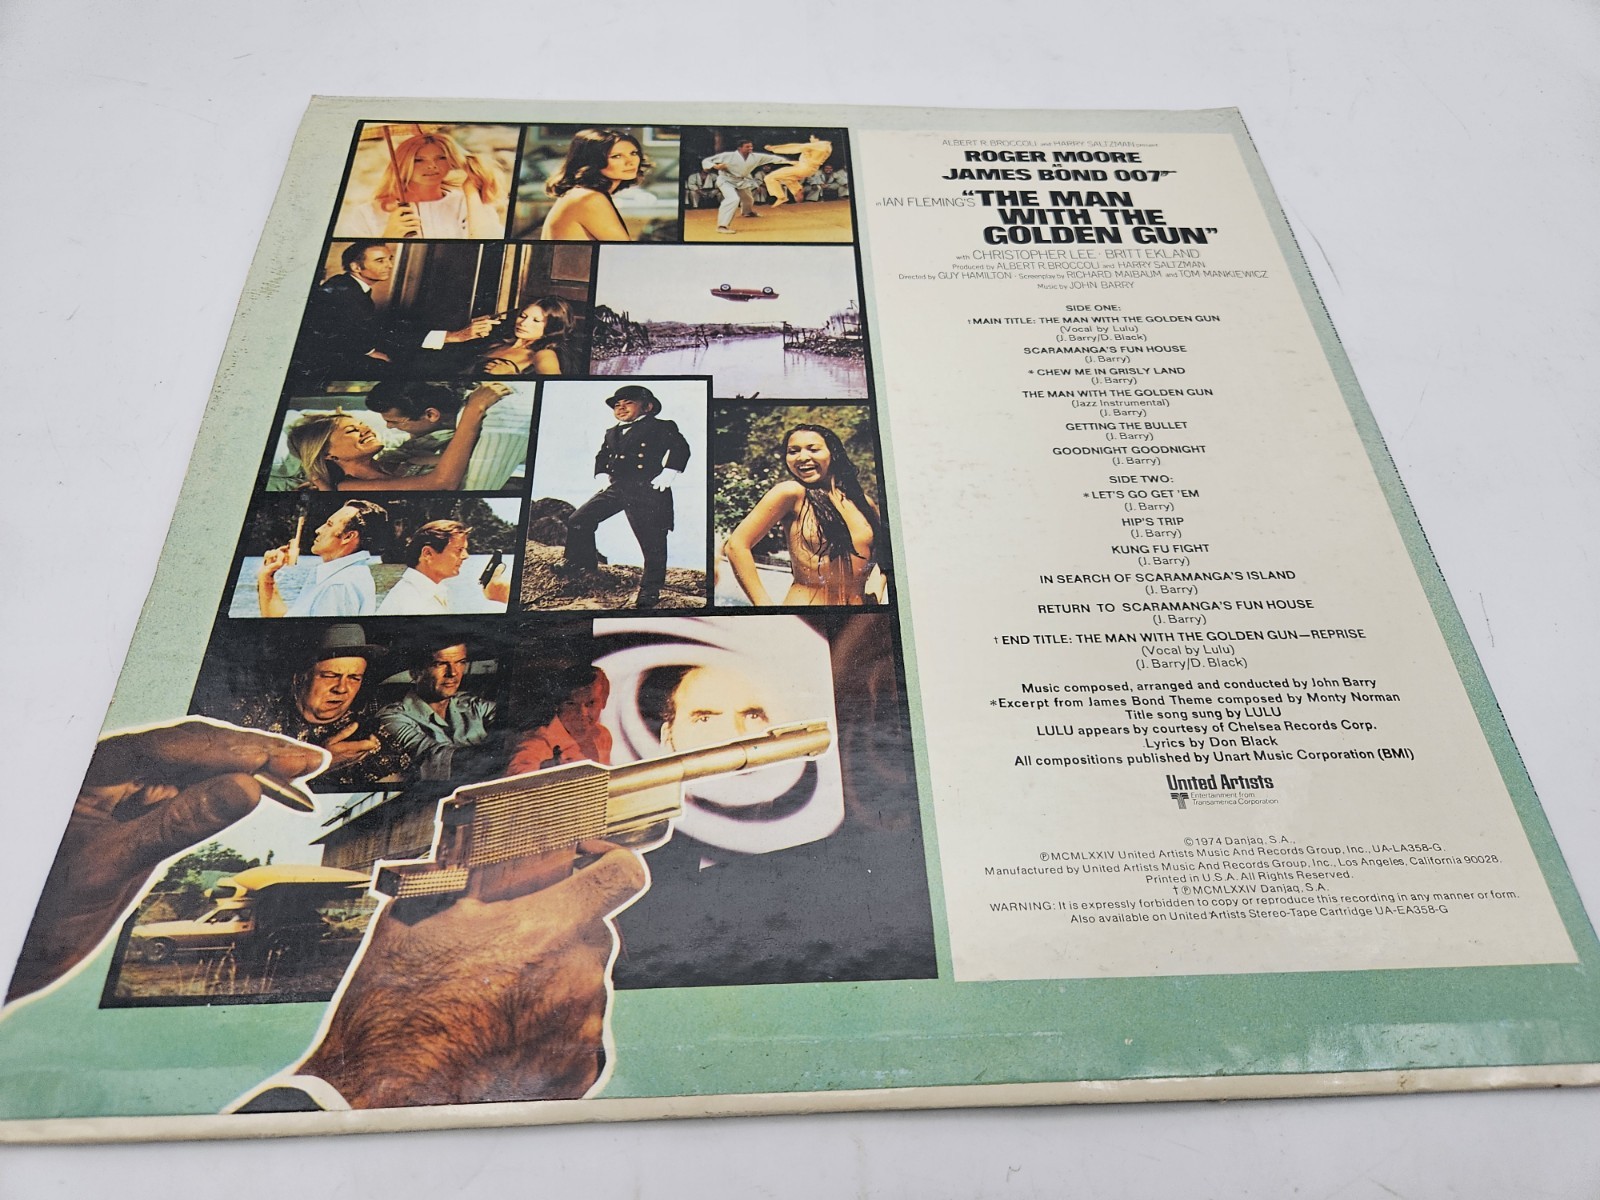 ALBERT R. BROCCOLI and HARRY SALTZMAN present
ROGER MOORE
as
JAMES BOND 007
in IAN FLEMING'S "THE MAN
WITH THE
GOLDEN GUN"
with CHRISTOPHER LEE · BRITT EKLAND
Produced by ALBERT R. BROCCOLI and HARRY SALTZMAN
Directed by GUY HAMILTON · Screenplay by RICHARD MAIBAUM and TOM MANKIEWICZ
Music by JOHN BARRY
SIDE ONE:
†MAIN TITLE: THE MAN WITH THE GOLDEN GUN
(Vocal by Lulu)
(J. Barry/D. Black)
SCARAMANGA'S FUN HOUSE
(J. Barry)
*CHEW ME IN GRISLY LAND
(J. Barry)
THE MAN WITH THE GOLDEN GUN
(Jazz Instrumental)
(J. Barry)
GETTING THE BULLET
(J. Barry)
GOODNIGHT GOODNIGHT
(J. Barry)
SIDE TWO:
*LET'S GO GET 'EM
(J. Barry)
HIP'S TRIP
(J. Barry)
KUNG FU FIGHT
(J. Barry)
IN SEARCH OF SCARAMANGA'S ISLAND
(J. Barry)
RETURN TO SCARAMANGA'S FUN HOUSE
(J. Barry)
†END TITLE: THE MAN WITH THE GOLDEN GUN—REPRISE
(Vocal by Lulu)
(J. Barry/D. Black)
Music composed, arranged and conducted by John Barry
*Excerpt from James Bond Theme composed by Monty Norman
Title song sung by LULU
LULU appears by courtesy of Chelsea Records Corp.
Lyrics by Don Black
All compositions published by Unart Music Corporation (BMI)
United Artists
Entertainment from
Transamerica Corporation
©1974 Danjaq, S.A.,
℗MCMLXXIV United Artists Music And Records Group, Inc., UA-LA358-G.
Manufactured by United Artists Music And Records Group, Inc., Los Angeles, California 90028.
Printed in U.S.A. All Rights Reserved.
†℗MCMLXXIV Danjaq, S.A.
WARNING: It is expressly forbidden to copy or reproduce this recording in any manner or form.
Also available on United Artists Stereo-Tape Cartridge UA-EA358-G